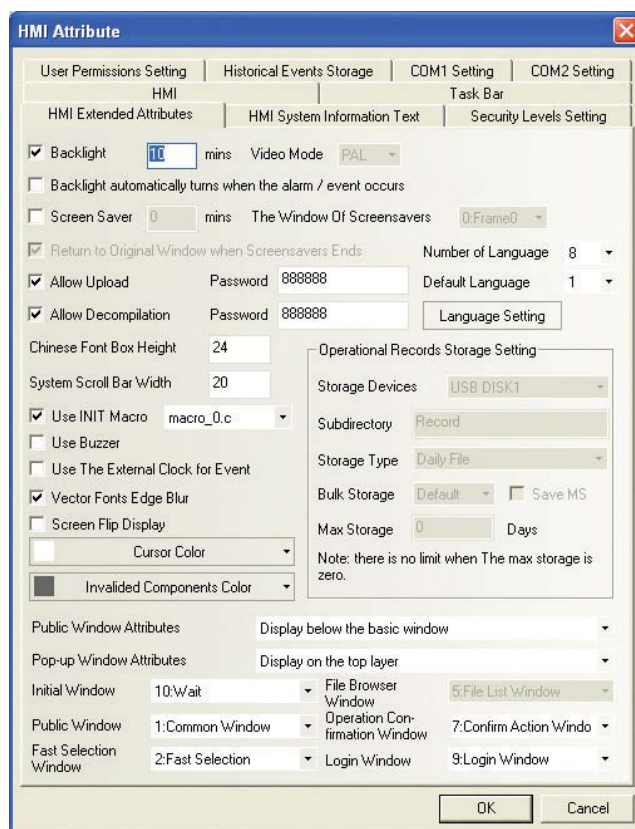 HMI Attribute
User Permissions Setting Historical Events Storage COM1 Setting COM2 Setting
HMI Task Bar
HMI Extended Attributes HMI System Information Text Security Levels Setting
Backlight 10 mins Video Mode PAL
Backlight automatically turns when the alarm / event occurs
Screen Saver 0 mins The Window Of Screensavers 0:Frame0
Return to Original Window when Screensavers Ends Number of Language 8
Allow Upload Password 888888 Default Language 1
Allow Decompilation Password 888888 Language Setting
Chinese Font Box Height 24 Operational Records Storage Setting
System Scroll Bar Width 20 Storage Devices USB DISK1
Use INIT Macro macro_0.c Subdirectory Record
Use Buzzer
Use The External Clock for Event Storage Type Daily File
Vector Fonts Edge Blur Bulk Storage Default Save MS
Screen Flip Display Max Storage 0 Days
Cursor Color Note: there is no limit when The max storage is
zero.
Invalided Components Color
Public Window Attributes Display below the basic window
Pop-up Window Attributes Display on the top layer
Initial Window 10:Wait File Browser
Window 5:File List Window
Public Window 1:Common Window Operation Con-
firmation Window 7:Confirm Action Windo
Fast Selection
Window 2:Fast Selection Login Window 9:Login Window
OK Cancel